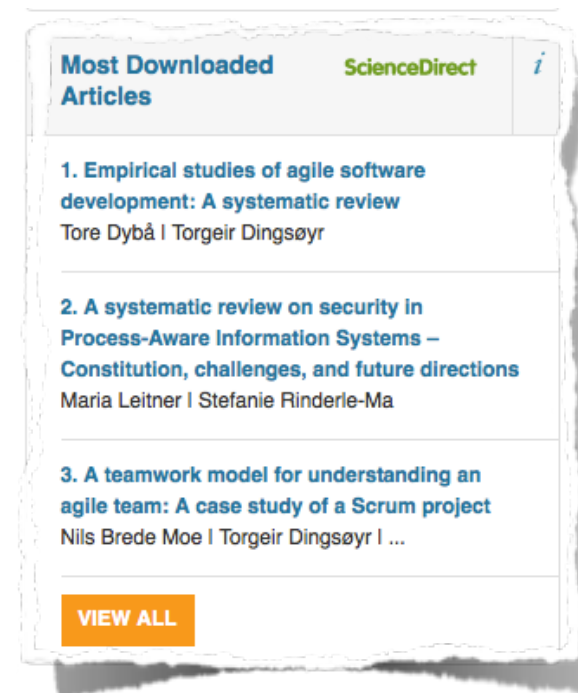 Most Downloaded
Articles
ScienceDirect
i
1. Empirical studies of agile software
development: A systematic review
Tore Dybå | Torgeir Dingsøyr
2. A systematic review on security in
Process-Aware Information Systems –
Constitution, challenges, and future directions
Maria Leitner | Stefanie Rinderle-Ma
3. A teamwork model for understanding an
agile team: A case study of a Scrum project
Nils Brede Moe | Torgeir Dingsøyr | ...
VIEW ALL